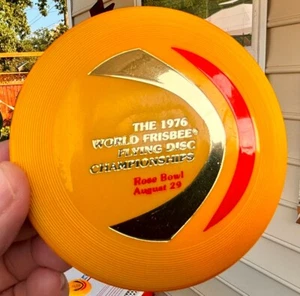 THE 1976
WORLD FRISBEE®
FLYING DISC
CHAMPIONSHIPS
Rose Bowl
August 29